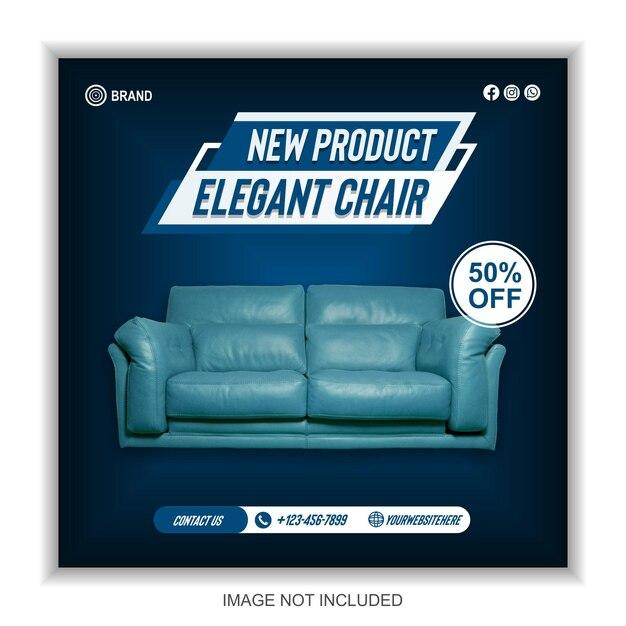 BRAND
NEW PRODUCT
ELEGANT CHAIR
50%
OFF
CONTACT US +123-456-7899 YOURWEBSITEHERE
IMAGE NOT INCLUDED